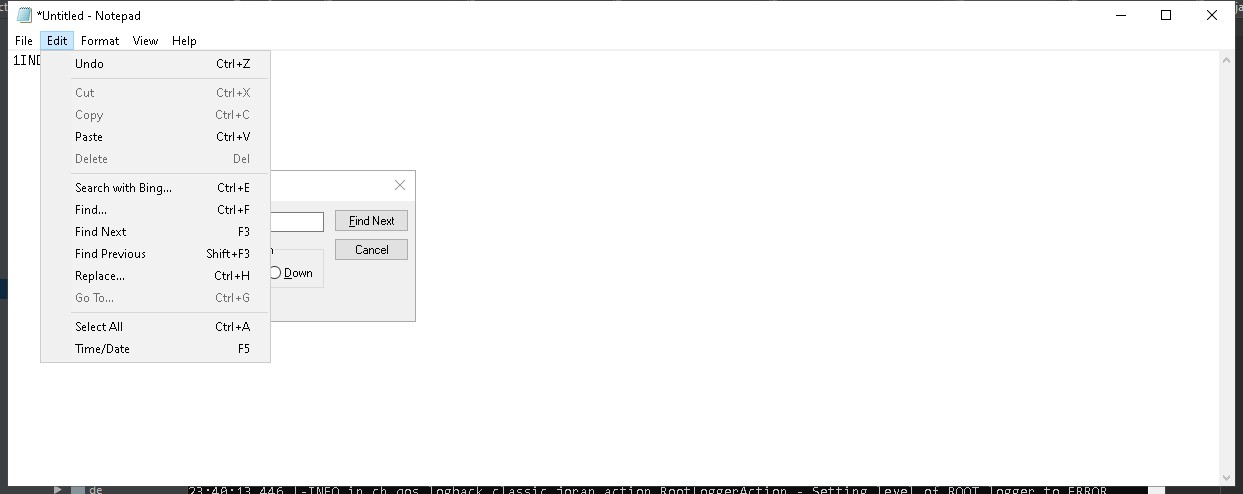 *Untitled - Notepad
File Edit Format View Help
Undo Ctrl+Z
Cut Ctrl+X
Copy Ctrl+C
Paste Ctrl+V
Delete Del
Search with Bing... Ctrl+E
Find... Ctrl+F
Find Next F3
Find Previous Shift+F3
Replace... Ctrl+H
Go To... Ctrl+G
Select All Ctrl+A
Time/Date F5
Find Next
Cancel
Down
de 23:40:13,446 |-INFO in ch.qos.logback.classic.joran.action.RootLoggerAction - Setting level of ROOT logger to ERROR